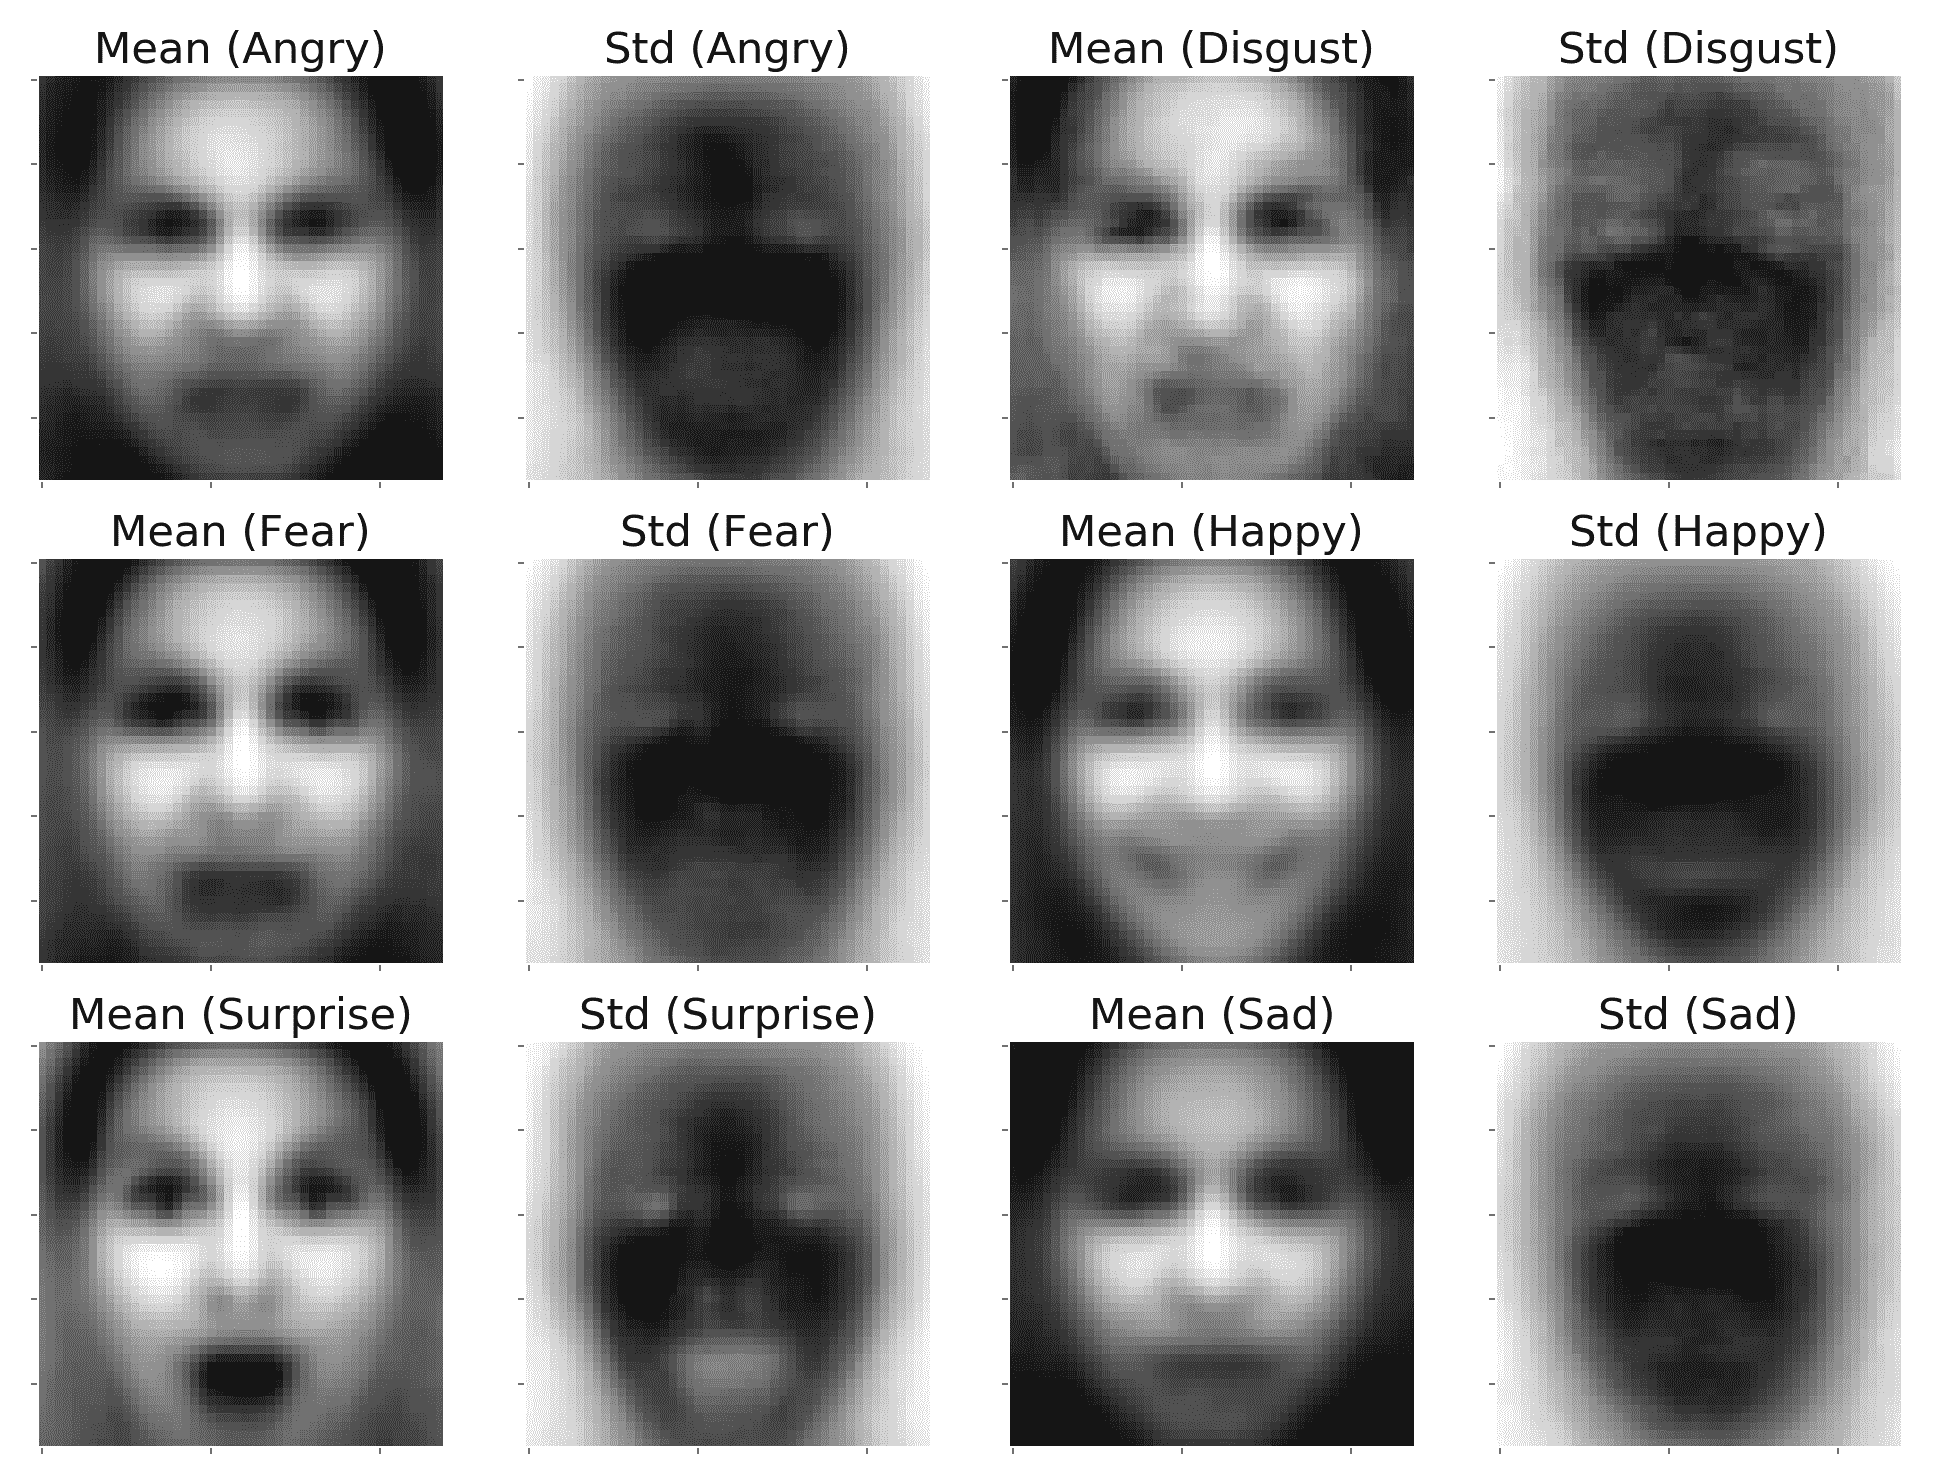 Mean (Angry)
Std (Angry)
Mean (Disgust)
Std (Disgust)
Mean (Fear)
Std (Fear)
Mean (Happy)
Std (Happy)
Mean (Surprise)
Std (Surprise)
Mean (Sad)
Std (Sad)